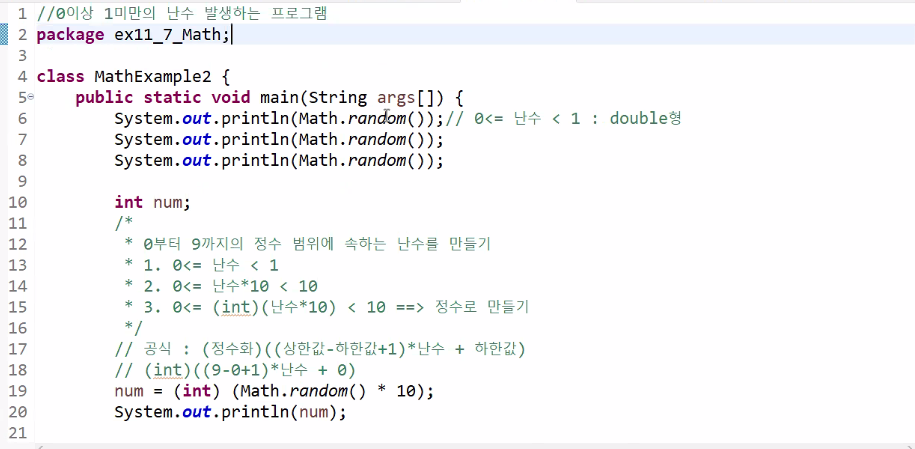 1 //0이상 1미만의 난수 발생하는 프로그램
2 package ex11_7_Math;
3
4 class MathExample2 {
5 public static void main(String args[]) {
6 System.out.println(Math.random());// 0<= 난수 < 1 : double형
7 System.out.println(Math.random());
8 System.out.println(Math.random());
9
10 int num;
11 /*
12 * 0부터 9까지의 정수 범위에 속하는 난수를 만들기
13 * 1. 0<= 난수 < 1
14 * 2. 0<= 난수*10 < 10
15 * 3. 0<= (int)(난수*10) < 10 ==> 정수로 만들기
16 */
17 // 공식 : (정수화)((상한값-하한값+1)*난수 + 하한값)
18 // (int)((9-0+1)*난수 + 0)
19 num = (int) (Math.random() * 10);
20 System.out.println(num);
21